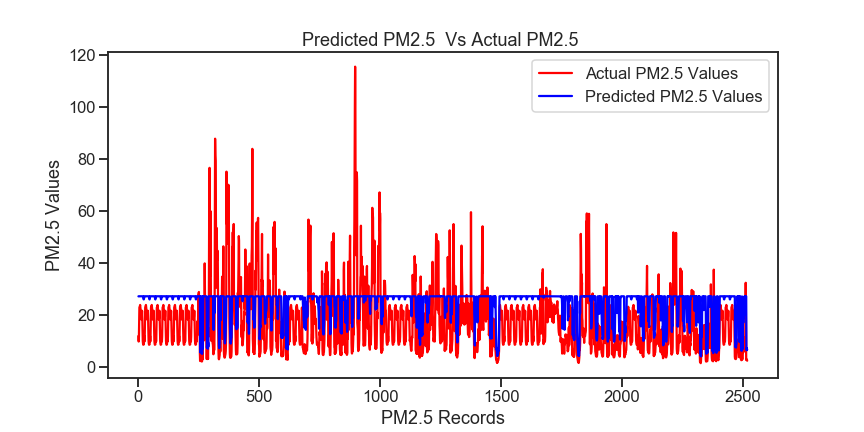 Predicted PM2.5  Vs Actual PM2.5
Actual PM2.5 Values
Predicted PM2.5 Values
PM2.5 Values
120
100
80
60
40
20
0
0 500 1000 1500 2000 2500
PM2.5 Records